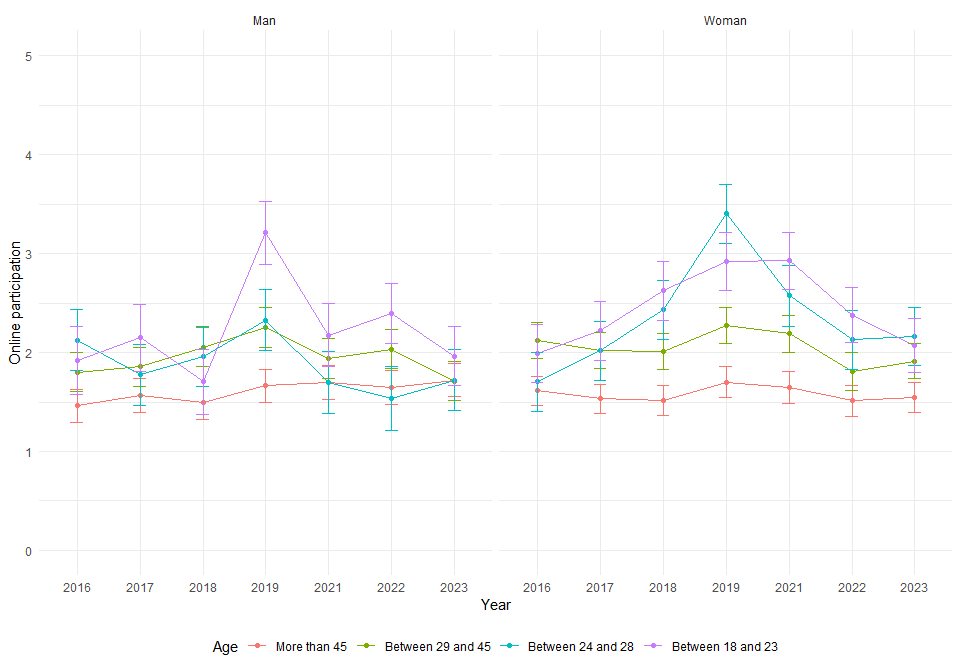 Man Woman
5
4
3
2
1
0
Online participation
2016 2017 2018 2019 2021 2022 2023 2016 2017 2018 2019 2021 2022 2023
Year
Age More than 45 Between 29 and 45 Between 24 and 28 Between 18 and 23